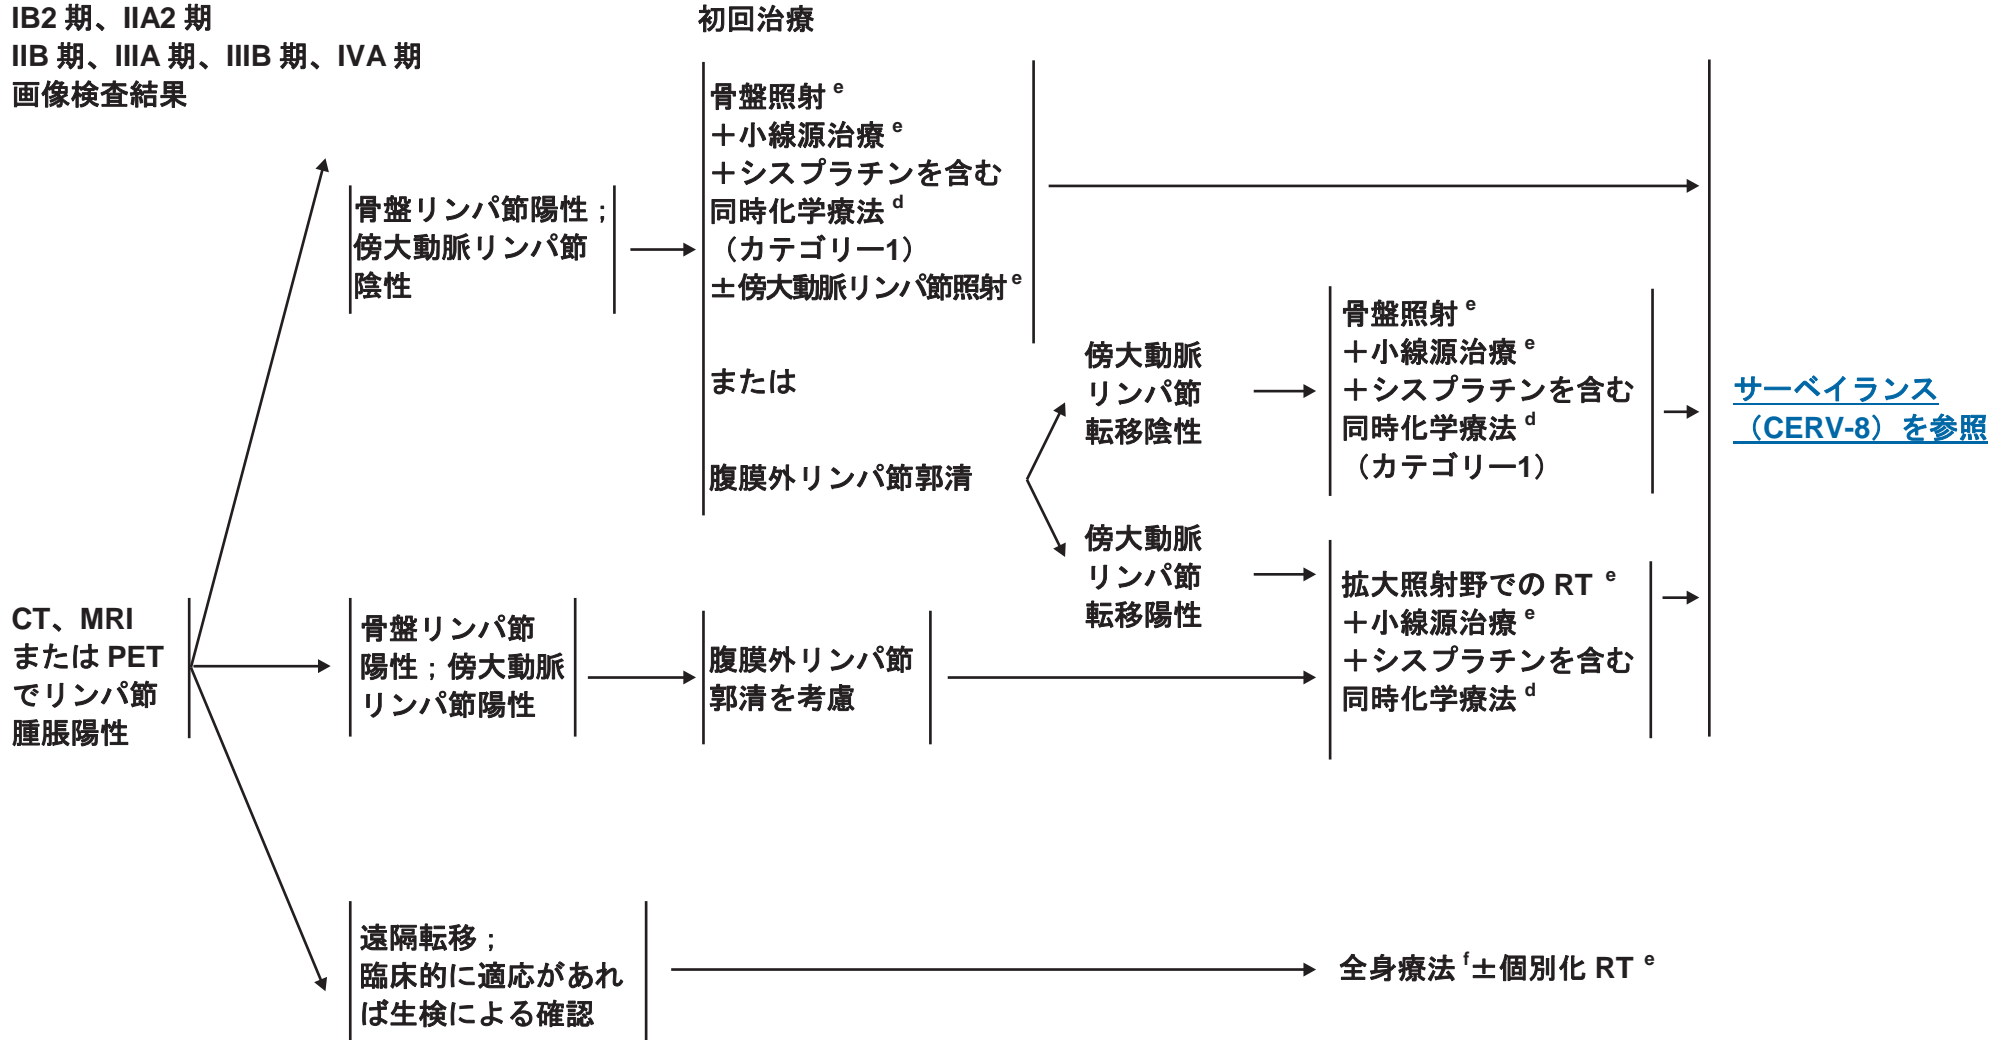 IB2 期、IIA2 期
IIB 期、IIIA 期、IIIB 期、IVA 期
画像検査結果
初回治療
CT、MRI
または PET
でリンパ節
腫脹陽性
骨盤リンパ節陽性；
傍大動脈リンパ節
陰性
骨盤照射 e
＋小線源治療 e
＋シスプラチンを含む
同時化学療法 d
（カテゴリー1）
±傍大動脈リンパ節照射 e
または
腹膜外リンパ節郭清
傍大動脈
リンパ節
転移陰性
骨盤照射 e
＋小線源治療 e
＋シスプラチンを含む
同時化学療法 d
（カテゴリー1）
傍大動脈
リンパ節
転移陽性
拡大照射野での RT e
＋小線源治療 e
＋シスプラチンを含む
同時化学療法 d
サーベイランス
（CERV-8）を参照
骨盤リンパ節
陽性；傍大動脈
リンパ節陽性
腹膜外リンパ節
郭清を考慮
遠隔転移；
臨床的に適応があれ
ば生検による確認
全身療法 f±個別化 RT e